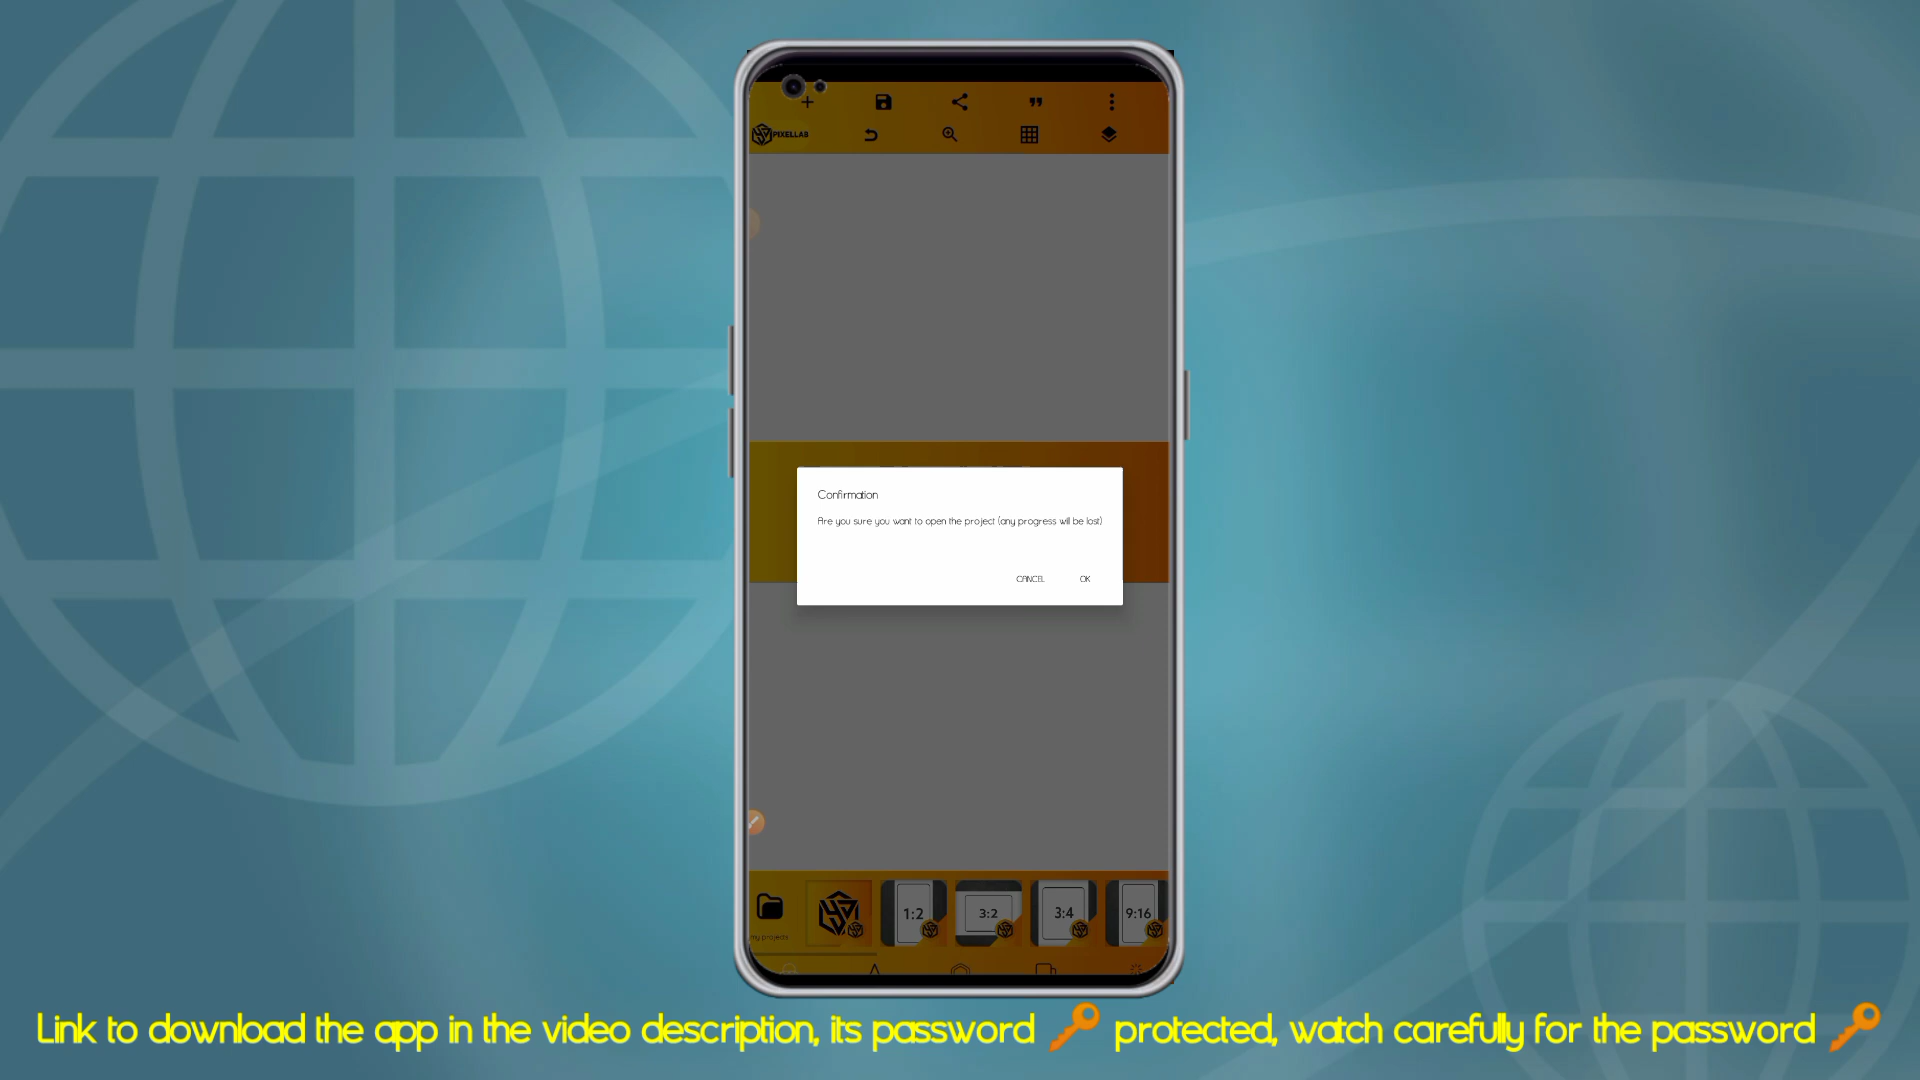 PIXELLAB
Confirmation
Are you sure you want to open the project (any progress will be lost)
CANCEL OK
1:2 3:2 3:4 9:16
my projects
Link to download the app in the video description, its password 🔑 protected, watch carefully for the password 🔑